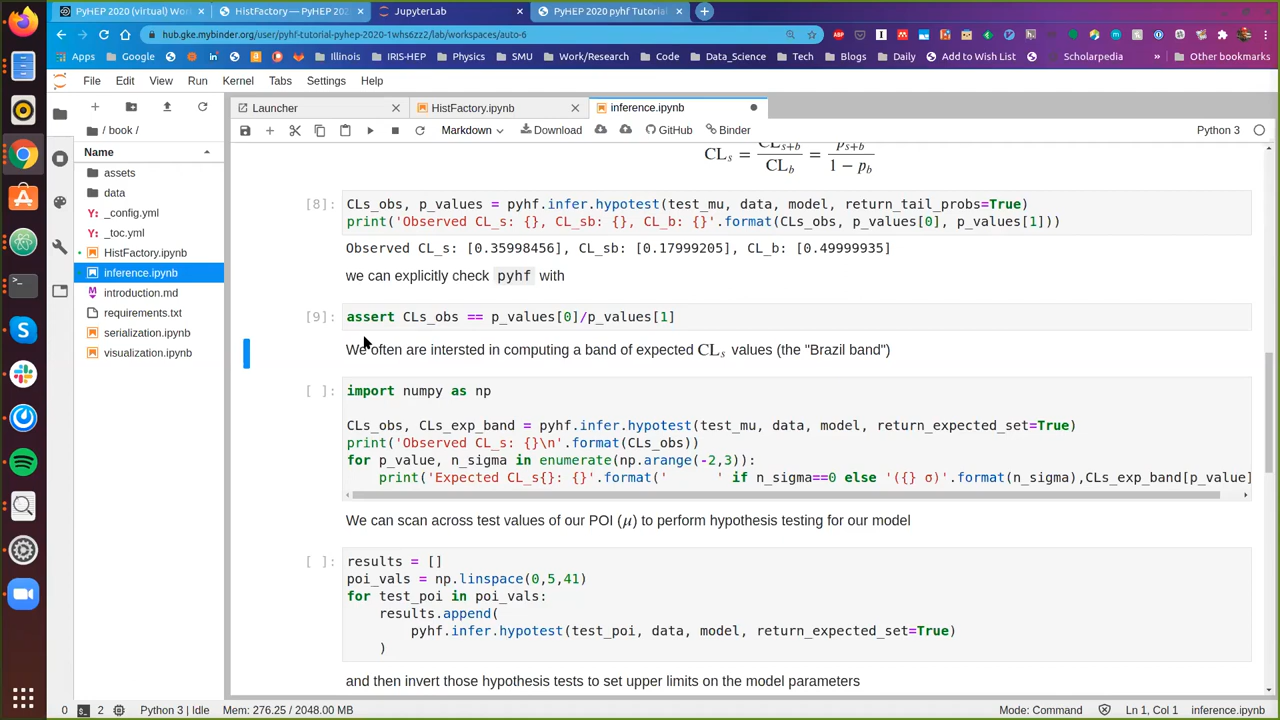 PyHEP 2020 (virtual) Wor
HistFactory — PyHEP 202
JupyterLab
PyHEP 2020 pyhf Tutorial
hub.gke.mybinder.org/user/pyhf-tutorial-pyhep-2020-1whs6zz2/lab/workspaces/auto-6
Apps Google Illinois IRIS-HEP Physics SMU Work/Research Code Data_Science Tech Blogs Daily Add to Wish List Scholarpedia » Other bookmarks
File Edit View Run Kernel Tabs Settings Help
Launcher HistFactory.ipynb inference.ipynb
Markdown Download GitHub Binder Python 3
/ book /
Name
assets
data
_config.yml
_toc.yml
HistFactory.ipynb
inference.ipynb
introduction.md
requirements.txt
serialization.ipynb
visualization.ipynb
CLs = CLs+b / CLb = ps+b / 1 − pb
[8]: CLs_obs, p_values = pyhf.infer.hypotest(test_mu, data, model, return_tail_probs=True)
print('Observed CL_s: {}, CL_sb: {}, CL_b: {}'.format(CLs_obs, p_values[0], p_values[1]))
Observed CL_s: [0.35998456], CL_sb: [0.17999205], CL_b: [0.49999935]
we can explicitly check pyhf with
[9]: assert CLs_obs == p_values[0]/p_values[1]
We often are intersted in computing a band of expected CLs values (the "Brazil band")
[ ]: import numpy as np
CLs_obs, CLs_exp_band = pyhf.infer.hypotest(test_mu, data, model, return_expected_set=True)
print('Observed CL_s: {}\n'.format(CLs_obs))
for p_value, n_sigma in enumerate(np.arange(-2,3)):
print('Expected CL_s{}: {}'.format('       ' if n_sigma==0 else '({} σ)'.format(n_sigma),CLs_exp_band[p_value]
We can scan across test values of our POI (μ) to perform hypothesis testing for our model
[ ]: results = []
poi_vals = np.linspace(0,5,41)
for test_poi in poi_vals:
results.append(
pyhf.infer.hypotest(test_poi, data, model, return_expected_set=True)
)
and then invert those hypothesis tests to set upper limits on the model parameters
0 2 Python 3 | Idle Mem: 276.25 / 2048.00 MB Mode: Command Ln 1, Col 1 inference.ipynb